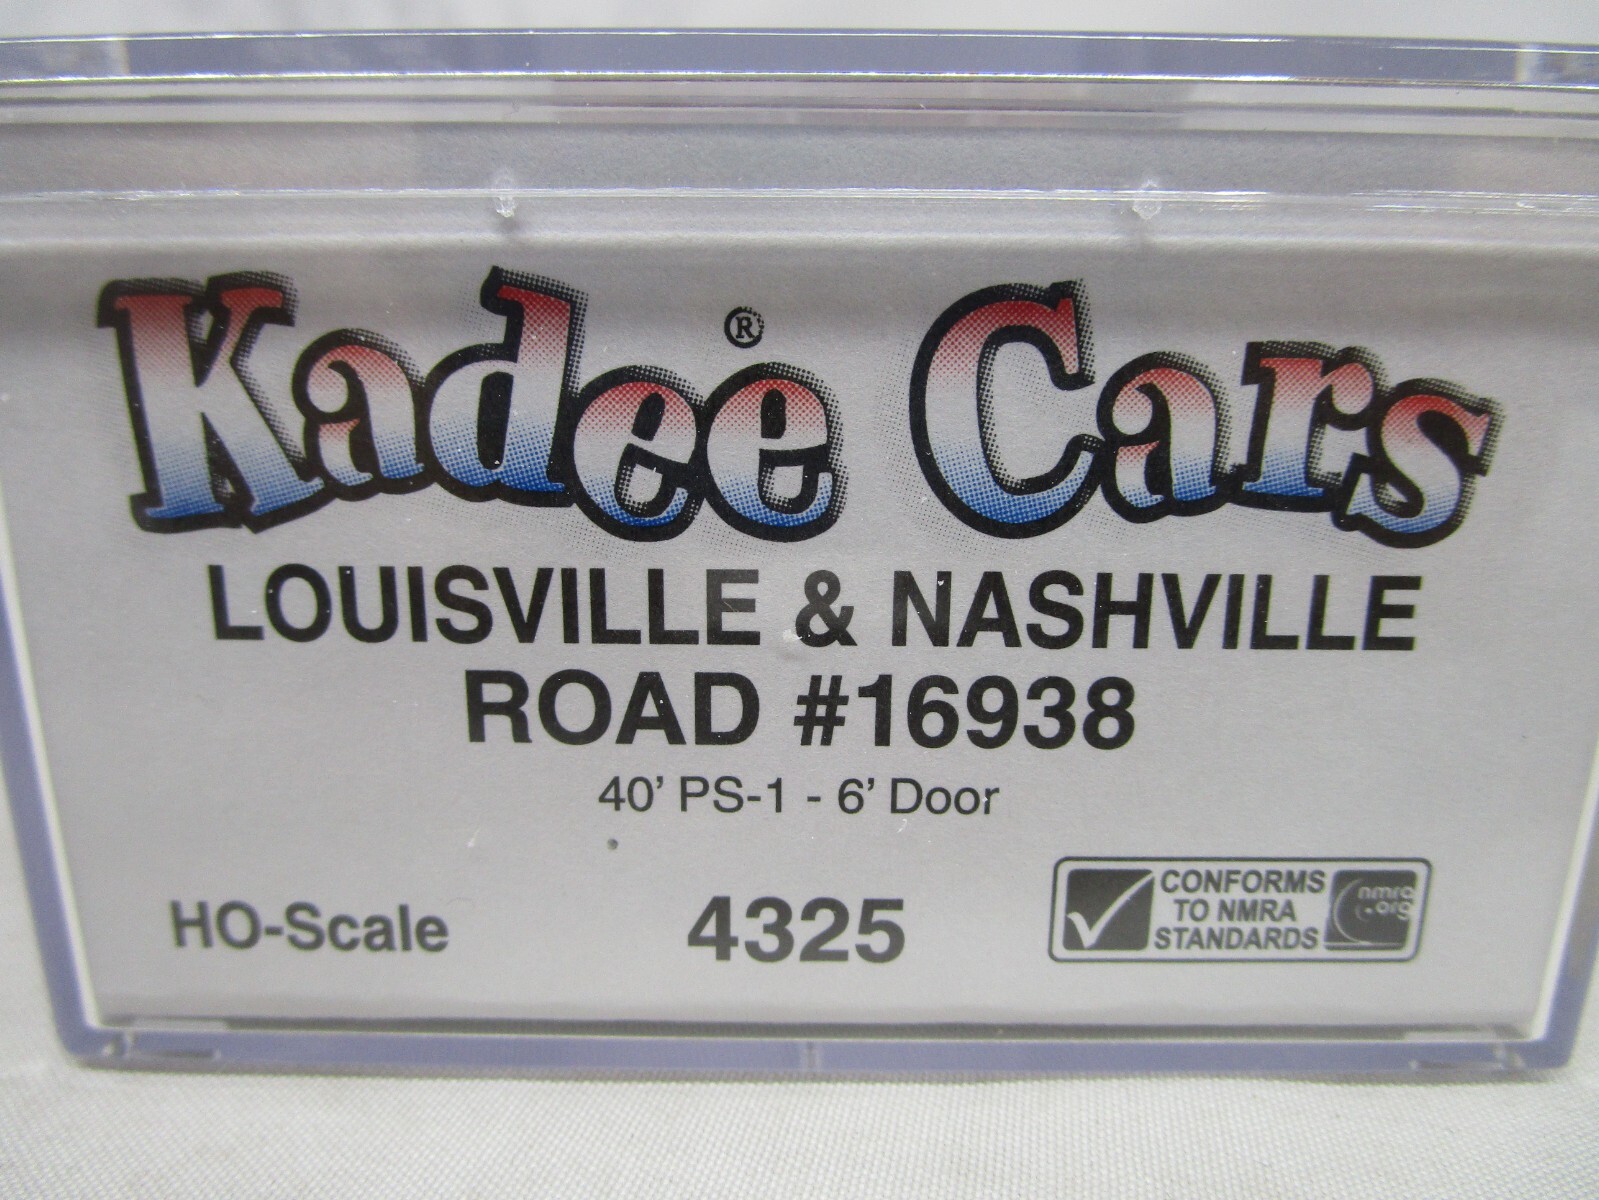 Kadee® Cars
LOUISVILLE & NASHVILLE
ROAD #16938
40' PS-1 - 6' Door
HO-Scale
4325
CONFORMS
TO NMRA
STANDARDS
nmra
.org